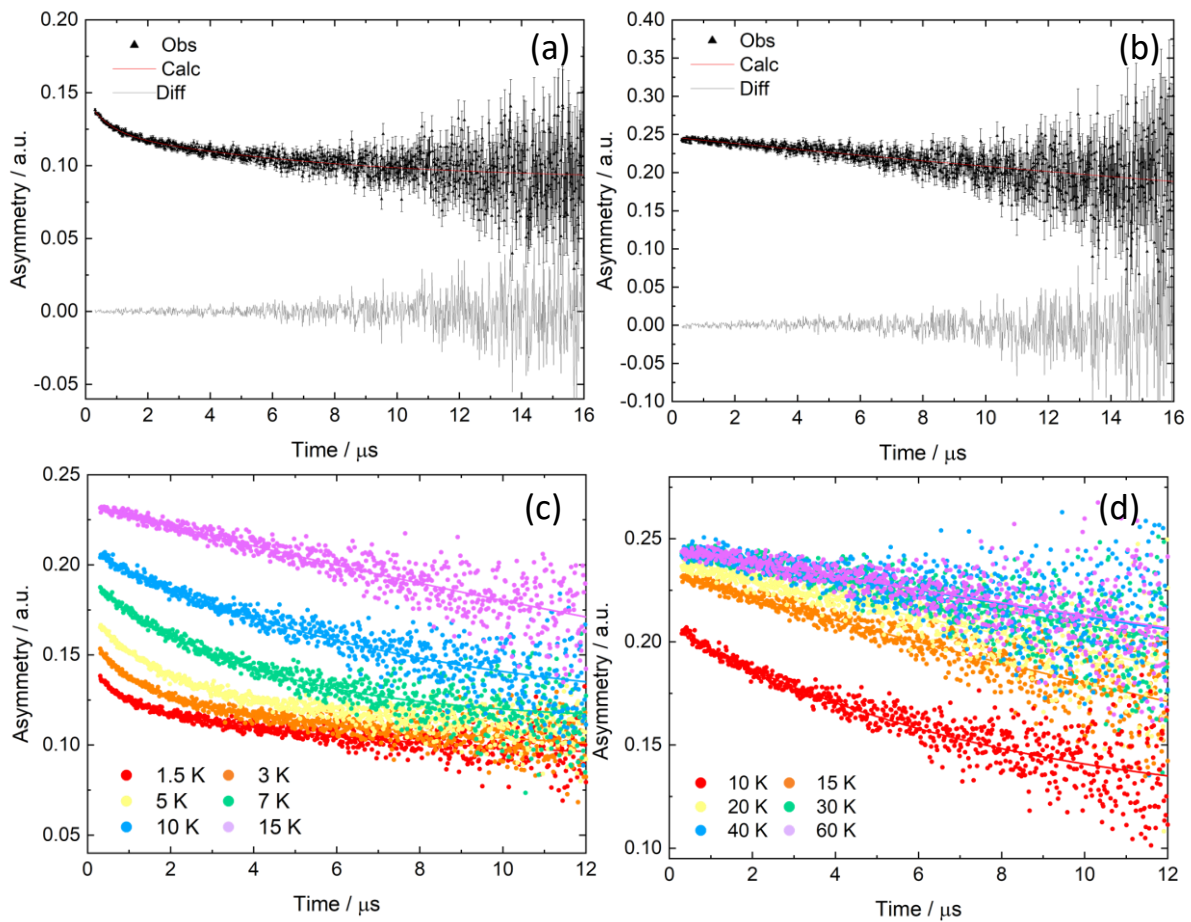 (a)
Obs
Calc
Diff
Asymmetry / a.u.
0.20
0.15
0.10
0.05
0.00
-0.05
0 2 4 6 8 10 12 14 16
Time / μs
(b)
Obs
Calc
Diff
Asymmetry / a.u.
0.40
0.35
0.30
0.25
0.20
0.15
0.10
0.05
0.00
-0.05
-0.10
0 2 4 6 8 10 12 14 16
Time / μs
(c)
Asymmetry / a.u.
0.25
0.20
0.15
0.10
0.05
1.5 K 3 K
5 K 7 K
10 K 15 K
0 2 4 6 8 10 12
Time / μs
(d)
Asymmetry / a.u.
0.25
0.20
0.15
0.10
10 K 15 K
20 K 30 K
40 K 60 K
0 2 4 6 8 10 12
Time / μs